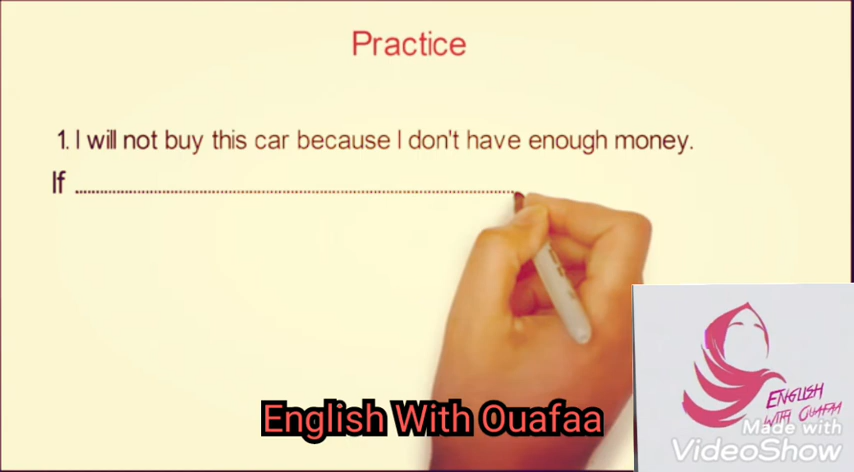 Practice
1. I will not buy this car because I don't have enough money.
If ................................................................
English With Ouafaa
ENGLISH
WITH OUAFAA
Made with
VideoShow